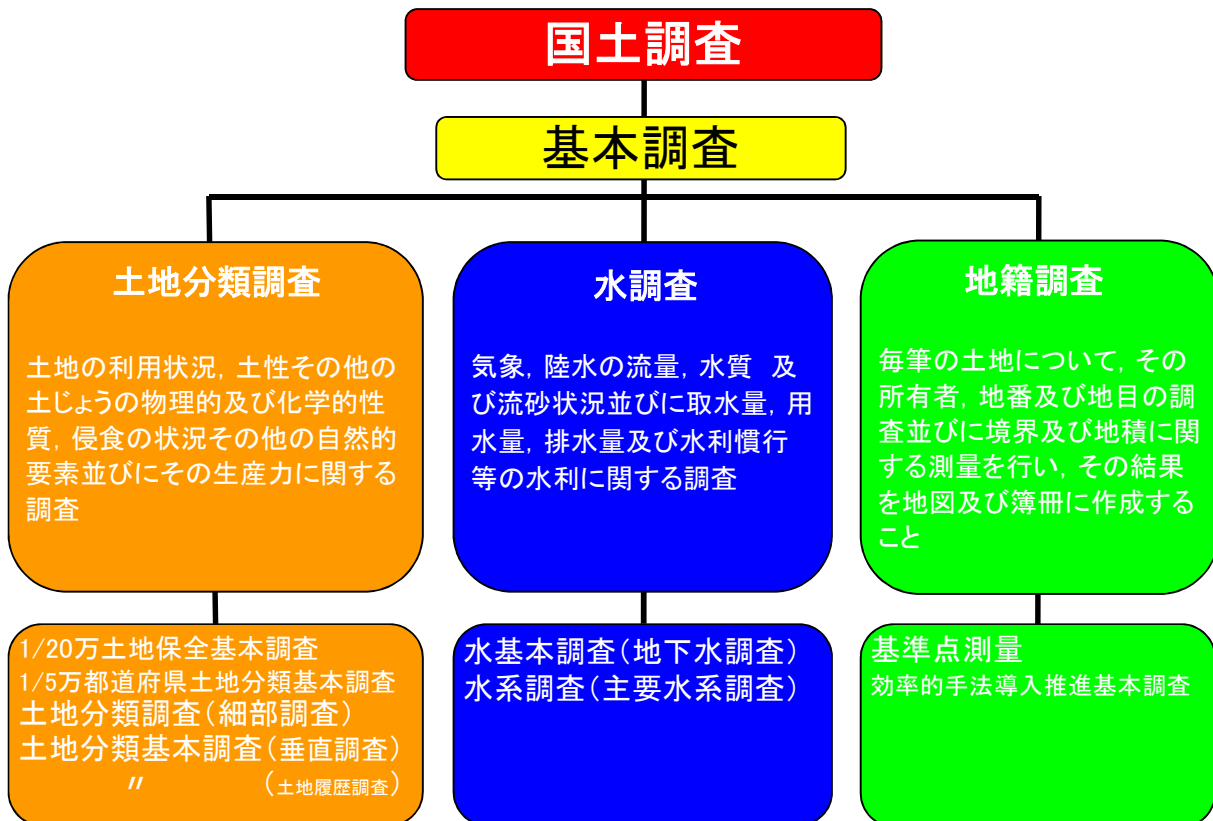 国土調査
基本調査
土地分類調査
土地の利用状況，土性その他の
土じょうの物理的及び化学的性
質，侵食の状況その他の自然的
要素並びにその生産力に関する
調査
水調査
気象，陸水の流量，水質　及
び流砂状況並びに取水量，用
水量，排水量及び水利慣行
等の水利に関する調査
地籍調査
毎筆の土地について，その
所有者，地番及び地目の調
査並びに境界及び地積に関
する測量を行い，その結果
を地図及び簿冊に作成する
こと
1/20万土地保全基本調査
1/5万都道府県土地分類基本調査
土地分類調査（細部調査）
土地分類基本調査（垂直調査）
〃　（土地履歴調査）
水基本調査（地下水調査）
水系調査（主要水系調査）
基準点測量
効率的手法導入推進基本調査